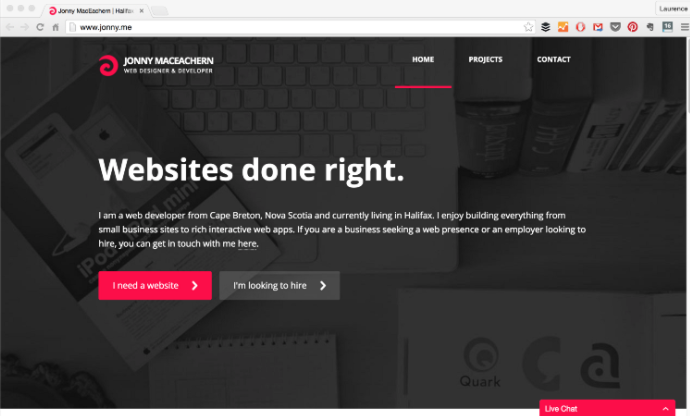 Jonny MacEachern | Halifax
Laurence
www.jonny.me
16
JONNY MACEACHERN
WEB DESIGNER & DEVELOPER
HOME
PROJECTS
CONTACT
Websites done right.
I am a web developer from Cape Breton, Nova Scotia and currently living in Halifax. I enjoy building everything from
small business sites to rich interactive web apps. If you are a business seeking a web presence or an employer looking to
hire, you can get in touch with me here.
I need a website
I'm looking to hire
iPod
mini
Quark
Live Chat